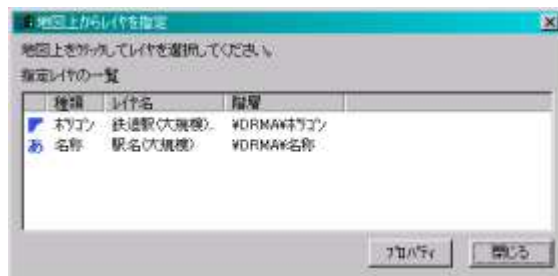 地図上からレイヤを指定
地図上をクリックしてレイヤを選択してください。
指定レイヤの一覧
種類 レイヤ名 階層
ポリゴン 鉄道駅(大規模)... ¥DRMA¥ポリゴン
あ 名称 駅名(大規模) ¥DRMA¥名称
プロパティ 閉じる